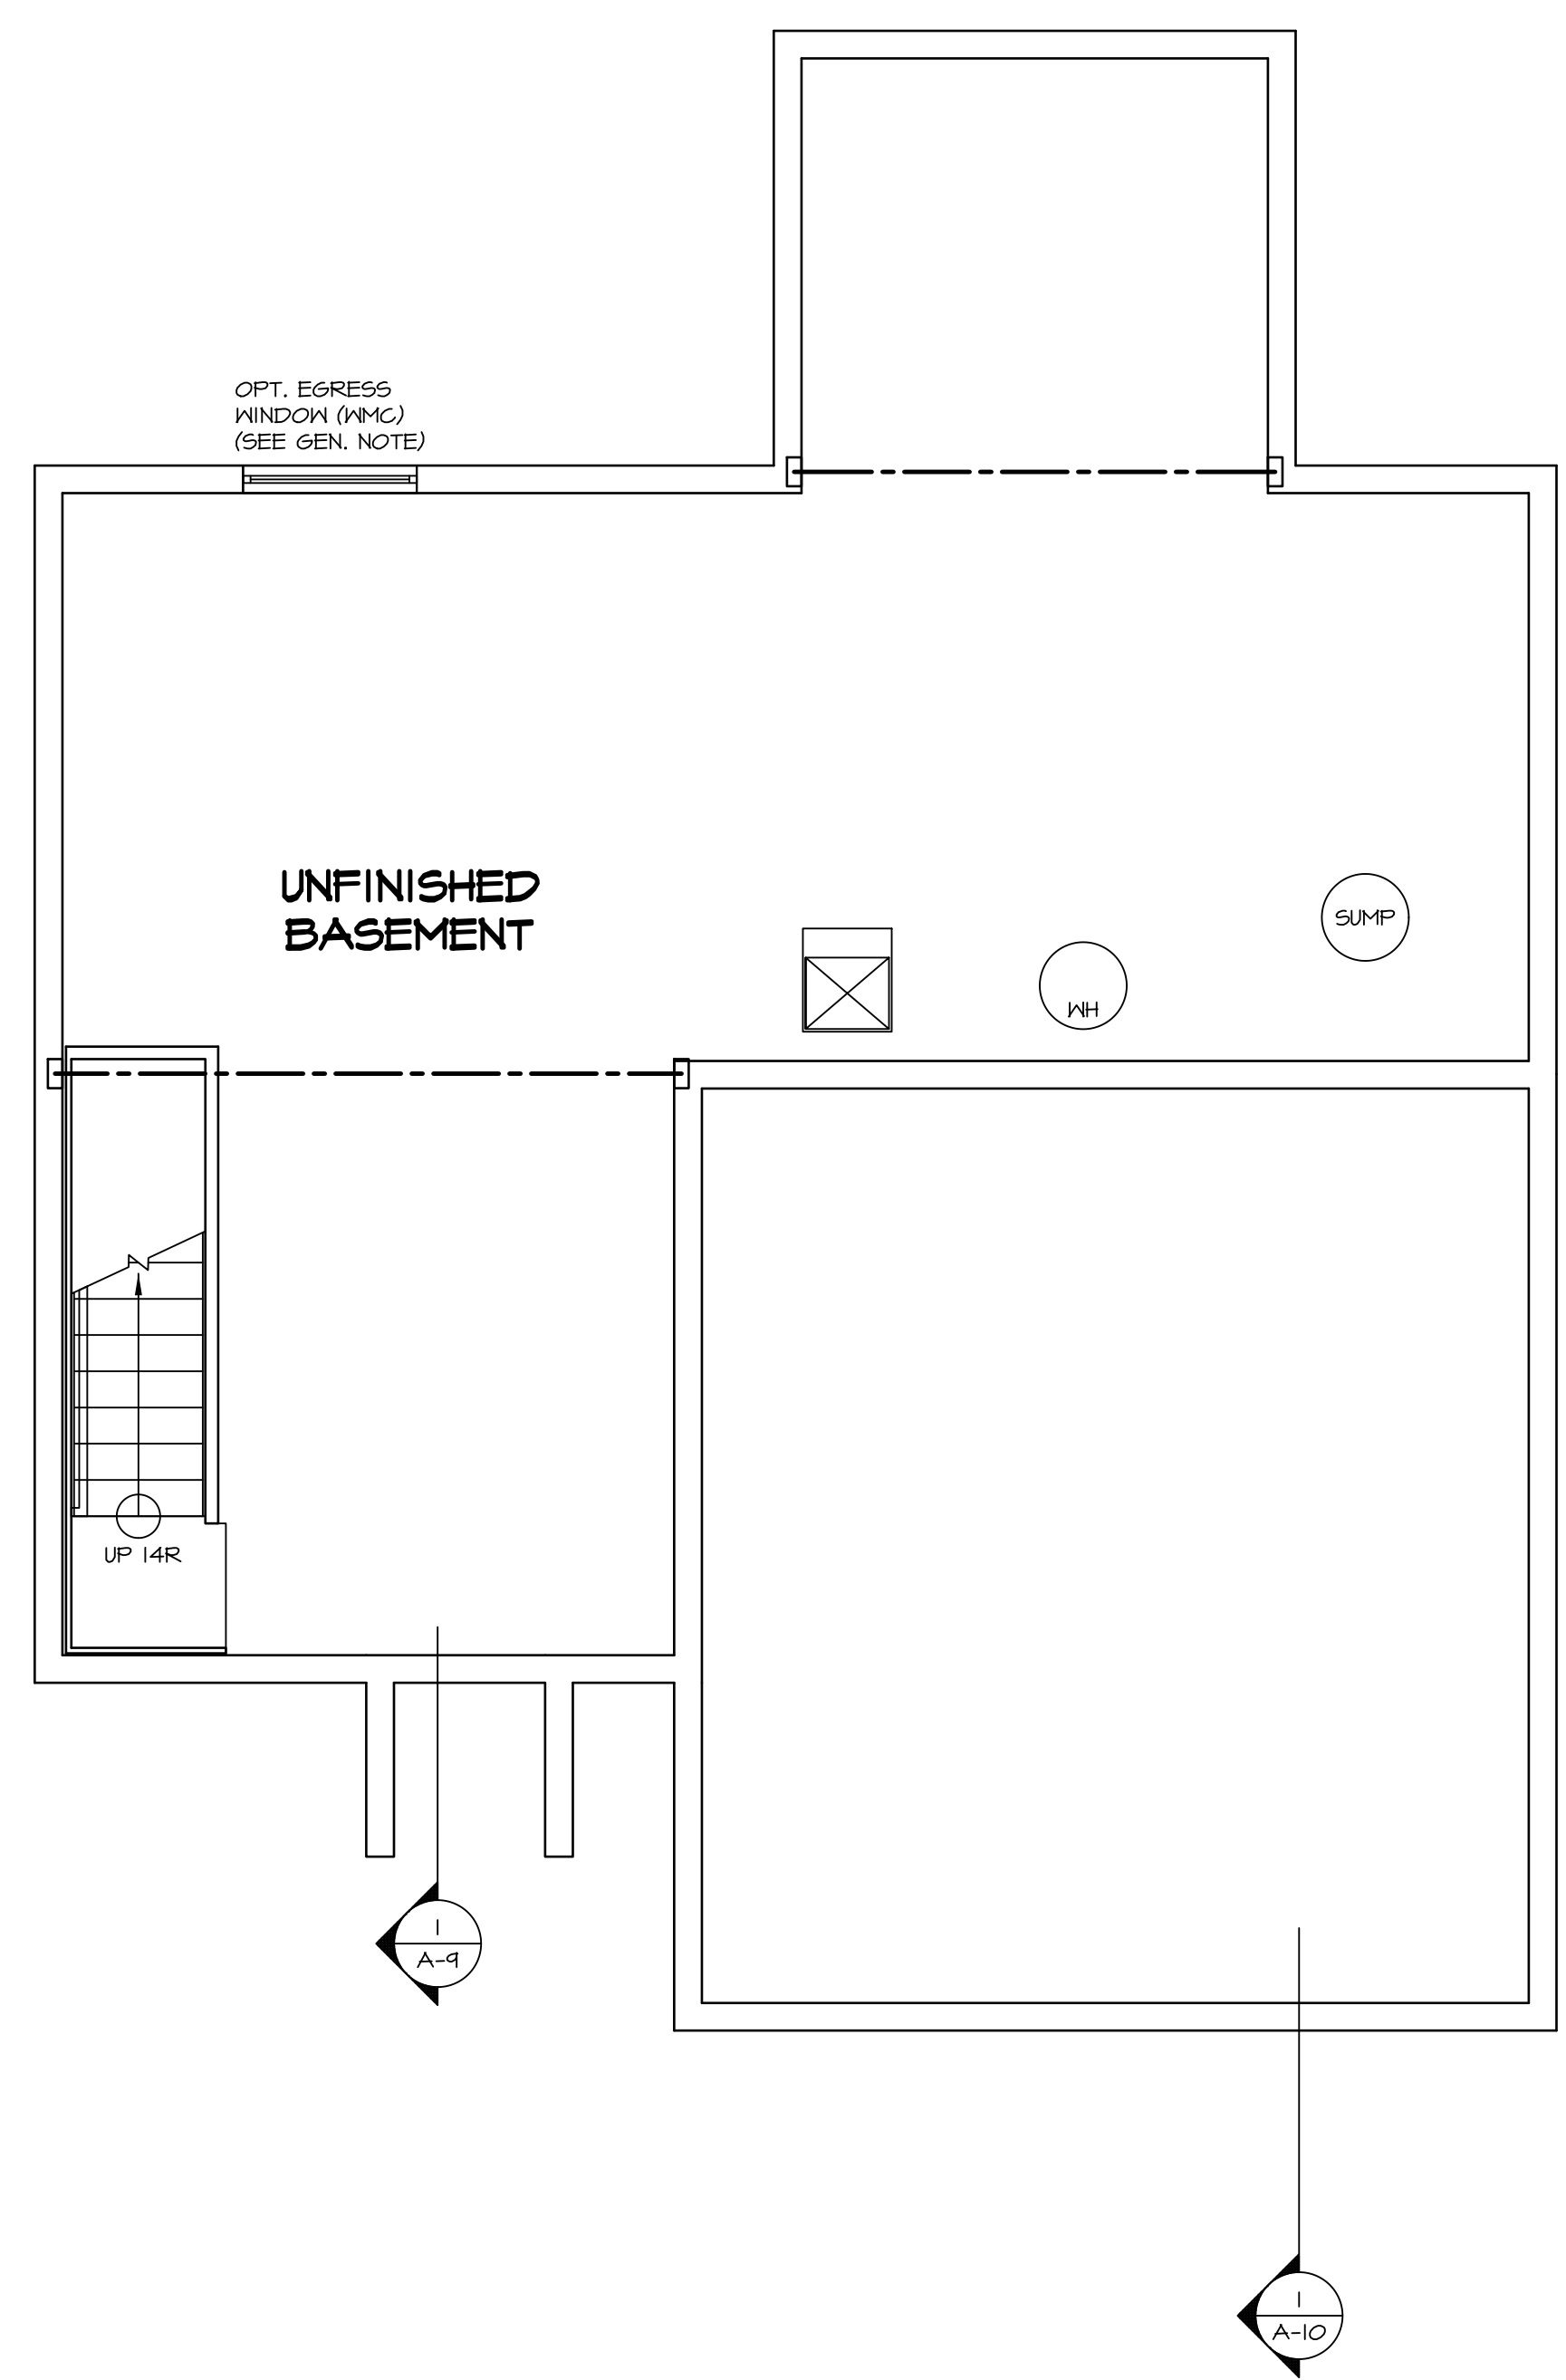 OPT. EGRESS
WINDOW (WMC)
(SEE GEN. NOTE)
UNFINISHED
BASEMENT
SUMP
WH
UP 14R
1
A-9
1
A-10